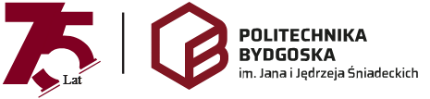 75
Lat
POLITECHNIKA
BYDGOSKA
im. Jana i Jędrzeja Śniadeckich